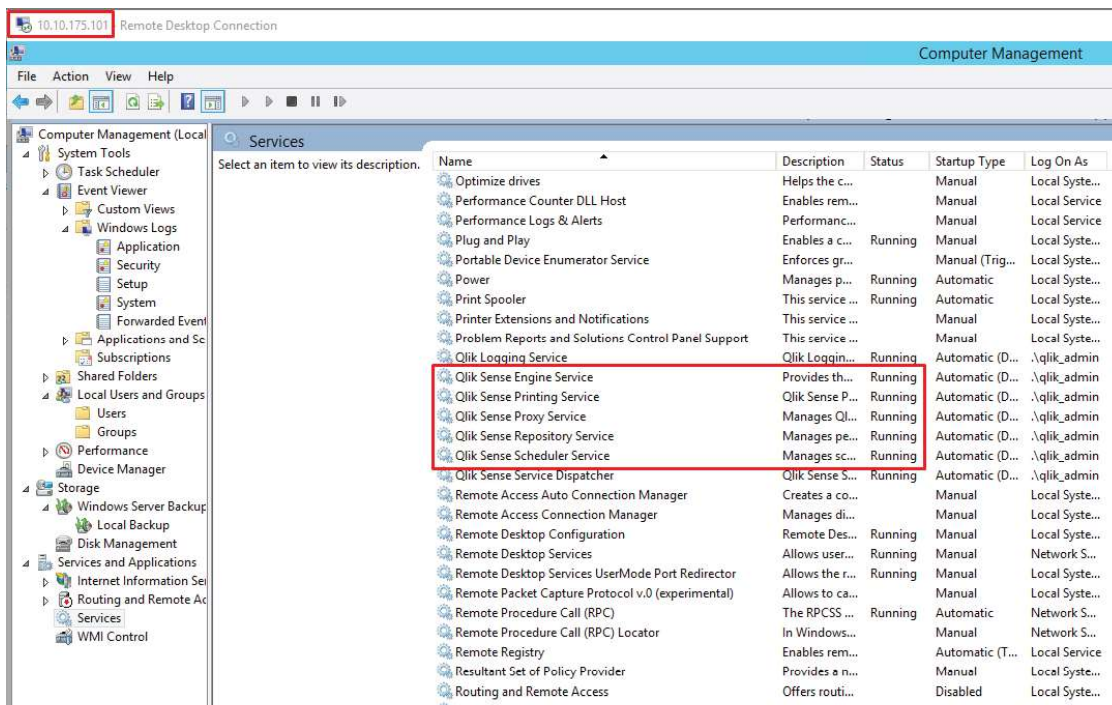 10.10.175.101 - Remote Desktop Connection
Computer Management
File Action View Help
Computer Management (Local
System Tools
Task Scheduler
Event Viewer
Custom Views
Windows Logs
Application
Security
Setup
System
Forwarded Event
Applications and Se
Subscriptions
Shared Folders
Local Users and Groups
Users
Groups
Performance
Device Manager
Storage
Windows Server Backup
Local Backup
Disk Management
Services and Applications
Internet Information Ser
Routing and Remote Ac
Services
WMI Control
Services
Select an item to view its description.
Name Description Status Startup Type Log On As
Optimize drives Helps the c... Manual Local Syste...
Performance Counter DLL Host Enables rem... Manual Local Service
Performance Logs & Alerts Performanc... Manual Local Service
Plug and Play Enables a c... Running Manual Local Syste...
Portable Device Enumerator Service Enforces gr... Manual (Trig... Local Syste...
Power Manages p... Running Automatic Local Syste...
Print Spooler This service ... Running Automatic Local Syste...
Printer Extensions and Notifications This service ... Manual Local Syste...
Problem Reports and Solutions Control Panel Support This service ... Manual Local Syste...
Qlik Logging Service Qlik Loggin... Running Automatic (D... .\qlik_admin
Qlik Sense Engine Service Provides th... Running Automatic (D... .\qlik_admin
Qlik Sense Printing Service Qlik Sense P... Running Automatic (D... .\qlik_admin
Qlik Sense Proxy Service Manages Ql... Running Automatic (D... .\qlik_admin
Qlik Sense Repository Service Manages pe... Running Automatic (D... .\qlik_admin
Qlik Sense Scheduler Service Manages sc... Running Automatic (D... .\qlik_admin
Qlik Sense Service Dispatcher Qlik Sense S... Running Automatic (D... .\qlik_admin
Remote Access Auto Connection Manager Creates a co... Manual Local Syste...
Remote Access Connection Manager Manages di... Manual Local Syste...
Remote Desktop Configuration Remote Des... Running Manual Local Syste...
Remote Desktop Services Allows user... Running Manual Network S...
Remote Desktop Services UserMode Port Redirector Allows the r... Running Manual Local Syste...
Remote Packet Capture Protocol v.0 (experimental) Allows to ca... Manual Local Syste...
Remote Procedure Call (RPC) The RPCSS ... Running Automatic Network S...
Remote Procedure Call (RPC) Locator In Windows... Manual Network S...
Remote Registry Enables rem... Automatic (T... Local Service
Resultant Set of Policy Provider Provides a n... Manual Local Syste...
Routing and Remote Access Offers routi... Disabled Local Syste...